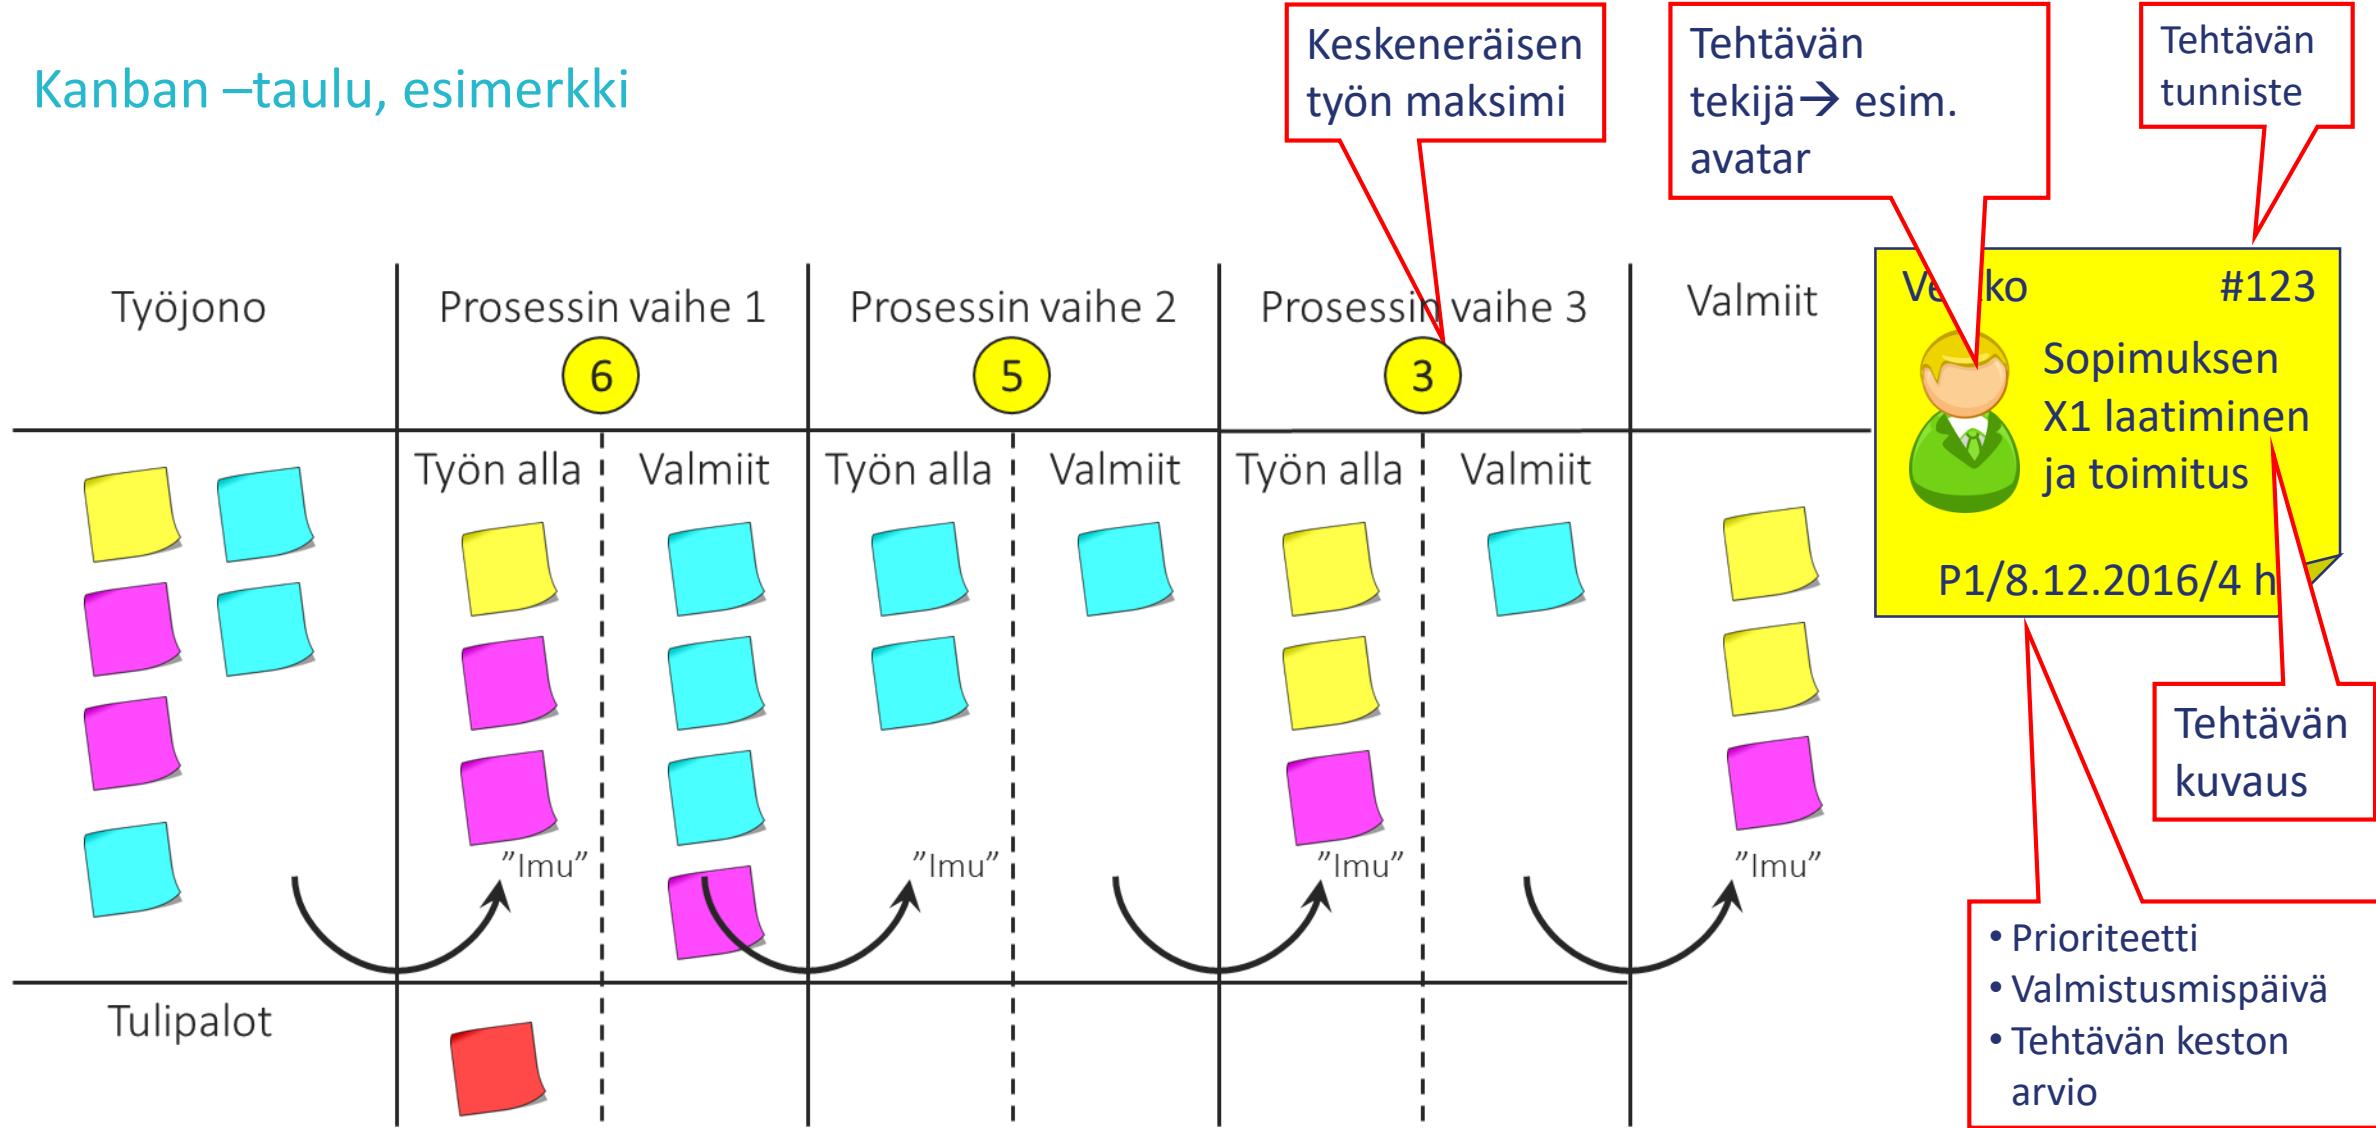 Kanban –taulu, esimerkki
Keskeneräisen
työn maksimi
Tehtävän
tekijä→ esim.
avatar
Tehtävän
tunniste
Työjono
Prosessin vaihe 1
6
Prosessin vaihe 2
5
Prosessin vaihe 3
3
Valmiit
#123
Sopimuksen
X1 laatiminen
ja toimitus
P1/8.12.2016/4 h
Työn alla
Valmiit
Työn alla
Valmiit
Työn alla
Valmiit
Tehtävän
kuvaus
"Imu"
"Imu"
"Imu"
"Imu"
• Prioriteetti
• Valmistusmispäivä
• Tehtävän keston
arvio
Tulipalot